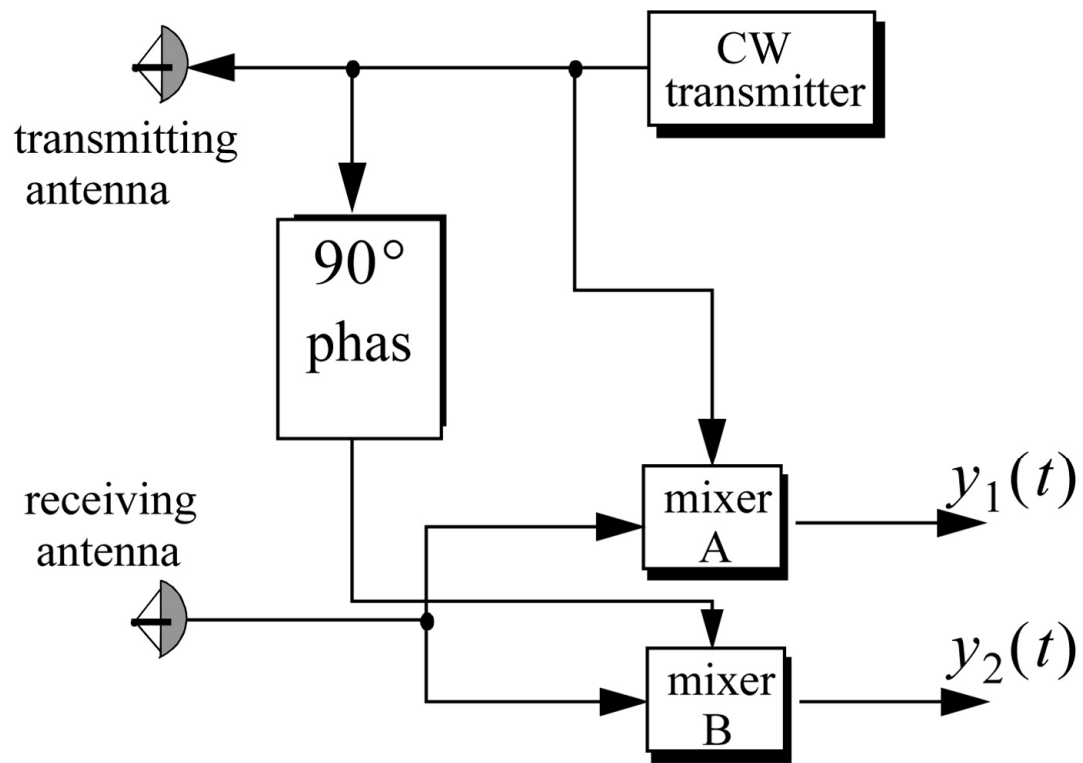 CW
transmitter
transmitting
antenna
90°
phas
receiving
antenna
mixer
A
y₁(t)
mixer
B
y₂(t)